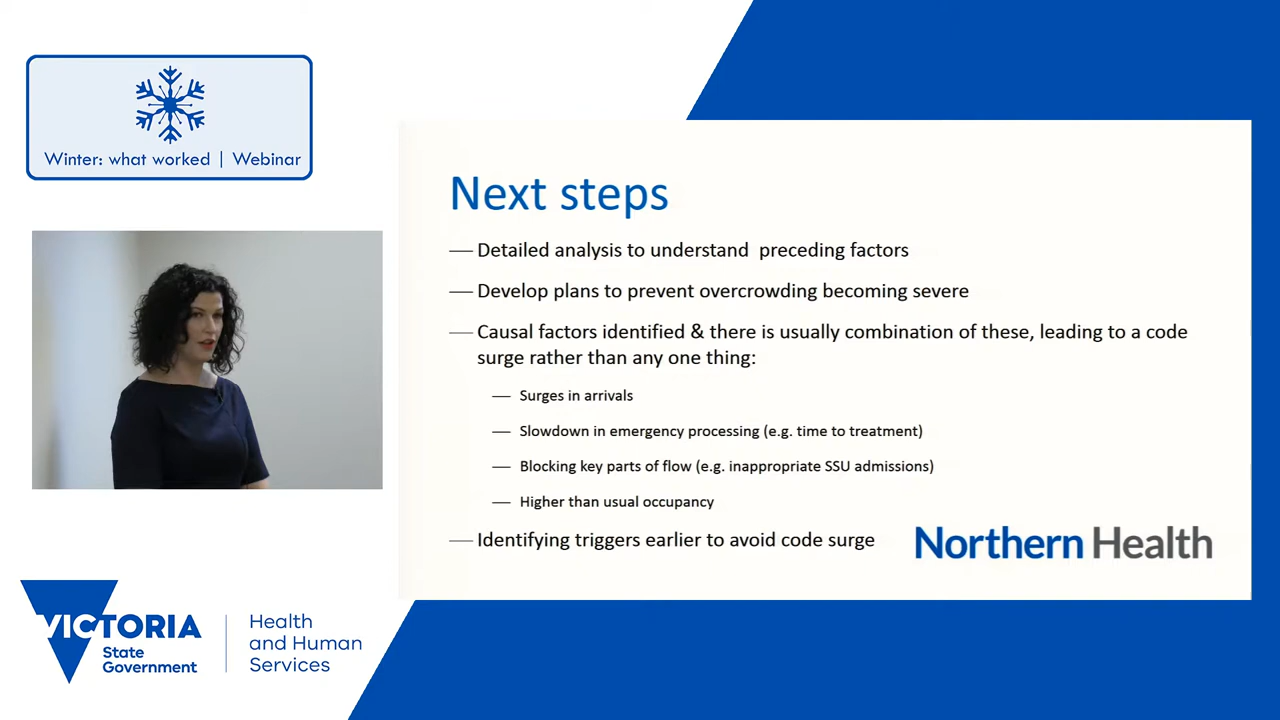 Winter: what worked | Webinar
Next steps
— Detailed analysis to understand  preceding factors
— Develop plans to prevent overcrowding becoming severe
— Causal factors identified & there is usually combination of these, leading to a code
surge rather than any one thing:
— Surges in arrivals
— Slowdown in emergency processing (e.g. time to treatment)
— Blocking key parts of flow (e.g. inappropriate SSU admissions)
— Higher than usual occupancy
— Identifying triggers earlier to avoid code surge
Northern Health
VICTORIA
State
Government
Health
and Human
Services